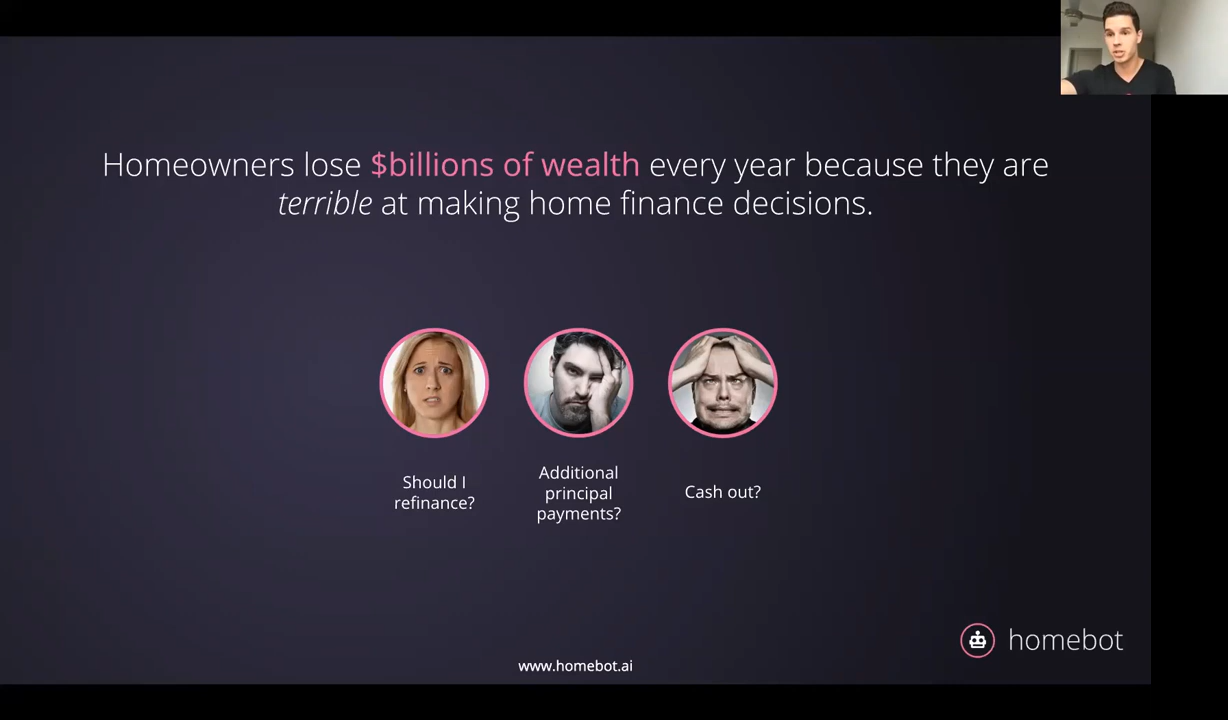 Homeowners lose $billions of wealth every year because they are
terrible at making home finance decisions.
Should I
refinance?
Additional
principal
payments?
Cash out?
homebot
www.homebot.ai